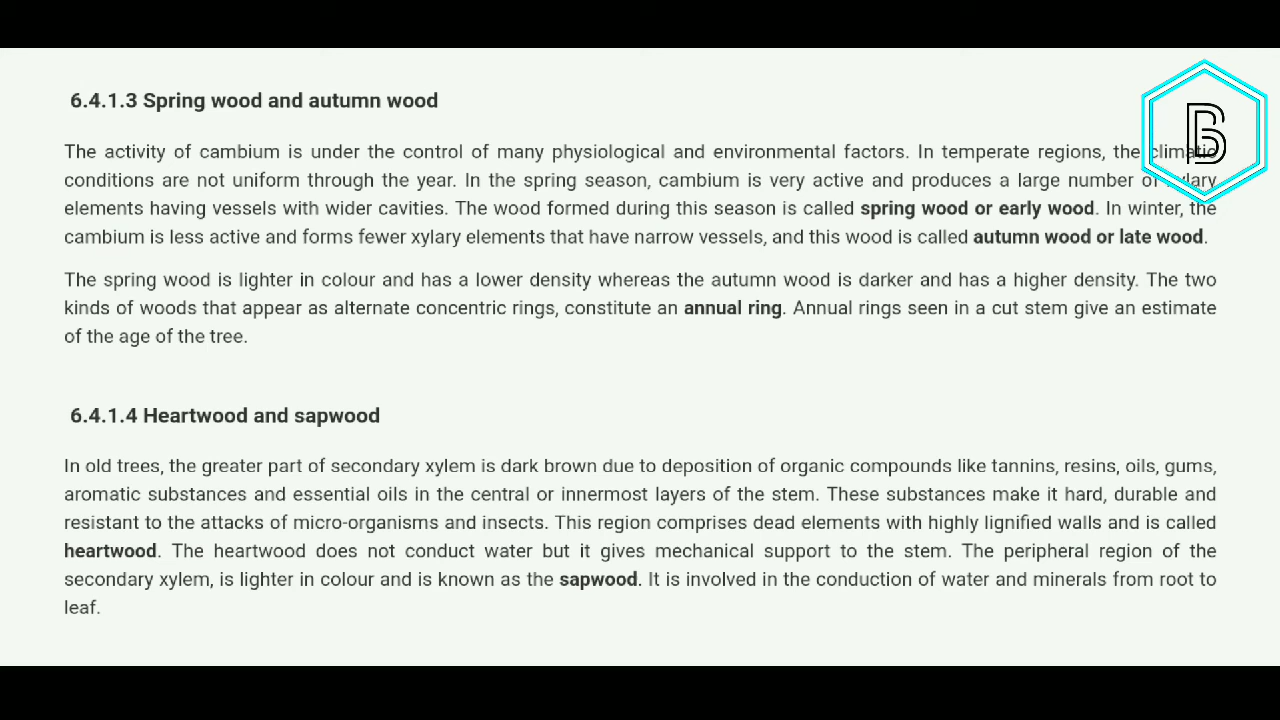 6.4.1.3 Spring wood and autumn wood
The activity of cambium is under the control of many physiological and environmental factors. In temperate regions, the climatic
conditions are not uniform through the year. In the spring season, cambium is very active and produces a large number of xylary
elements having vessels with wider cavities. The wood formed during this season is called spring wood or early wood. In winter, the
cambium is less active and forms fewer xylary elements that have narrow vessels, and this wood is called autumn wood or late wood.
The spring wood is lighter in colour and has a lower density whereas the autumn wood is darker and has a higher density. The two
kinds of woods that appear as alternate concentric rings, constitute an annual ring. Annual rings seen in a cut stem give an estimate
of the age of the tree.
6.4.1.4 Heartwood and sapwood
In old trees, the greater part of secondary xylem is dark brown due to deposition of organic compounds like tannins, resins, oils, gums,
aromatic substances and essential oils in the central or innermost layers of the stem. These substances make it hard, durable and
resistant to the attacks of micro-organisms and insects. This region comprises dead elements with highly lignified walls and is called
heartwood. The heartwood does not conduct water but it gives mechanical support to the stem. The peripheral region of the
secondary xylem, is lighter in colour and is known as the sapwood. It is involved in the conduction of water and minerals from root to
leaf.